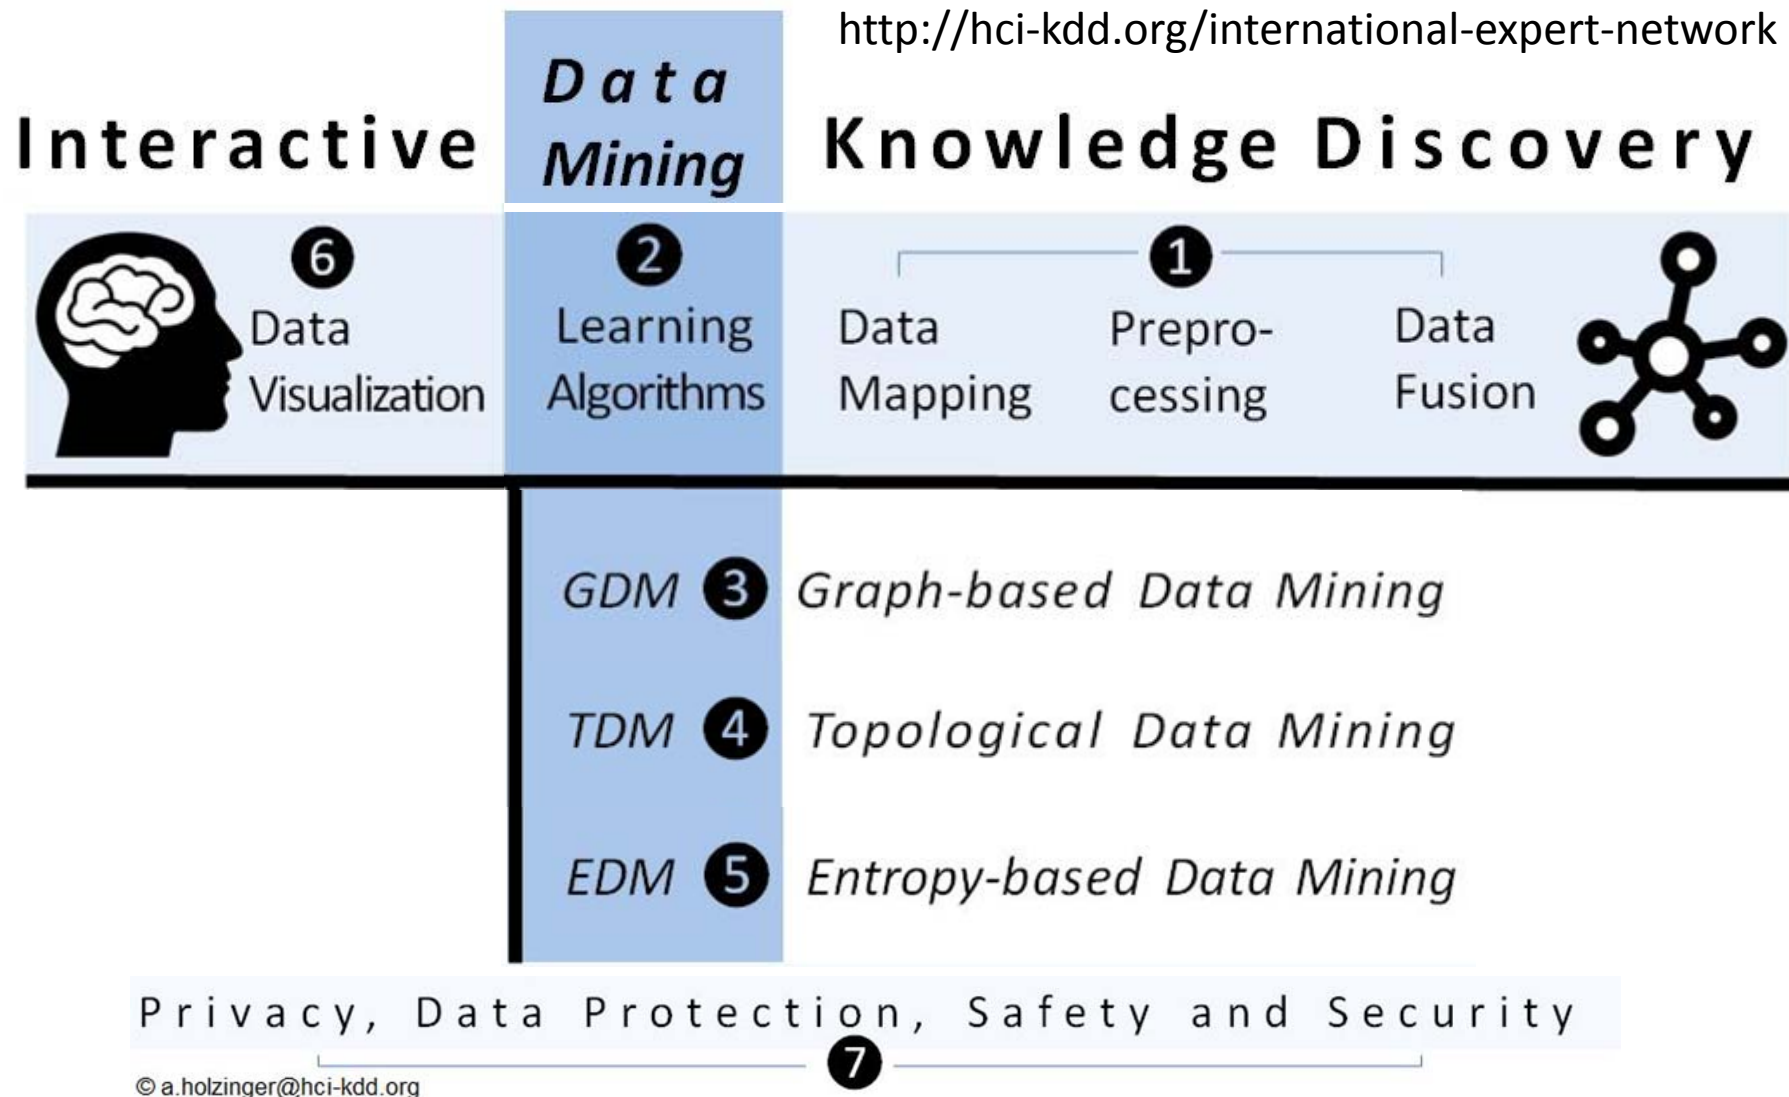 http://hci-kdd.org/international-expert-network
Interactive
Data
Mining
Knowledge Discovery
6
Data
Visualization
2
Learning
Algorithms
1
Data
Mapping
Prepro-
cessing
Data
Fusion
GDM 3 Graph-based Data Mining
TDM 4 Topological Data Mining
EDM 5 Entropy-based Data Mining
Privacy, Data Protection, Safety and Security
7
© a.holzinger@hci-kdd.org